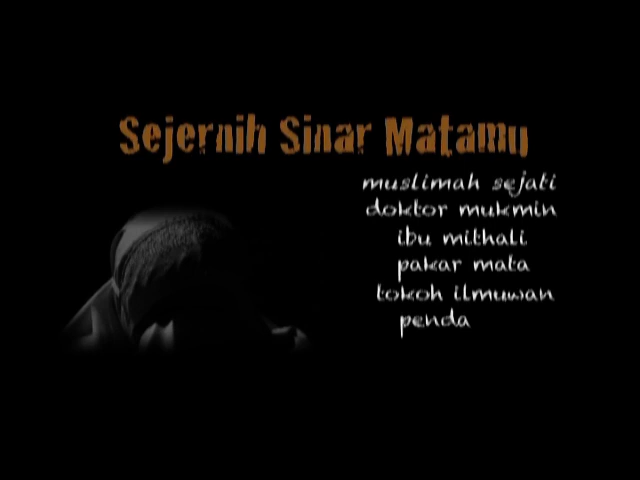 Sejernih Sinar Matamu
muslimah sejati
doktor mukmin
ibu mithali
pakar mata
tokoh ilmuwan
penda